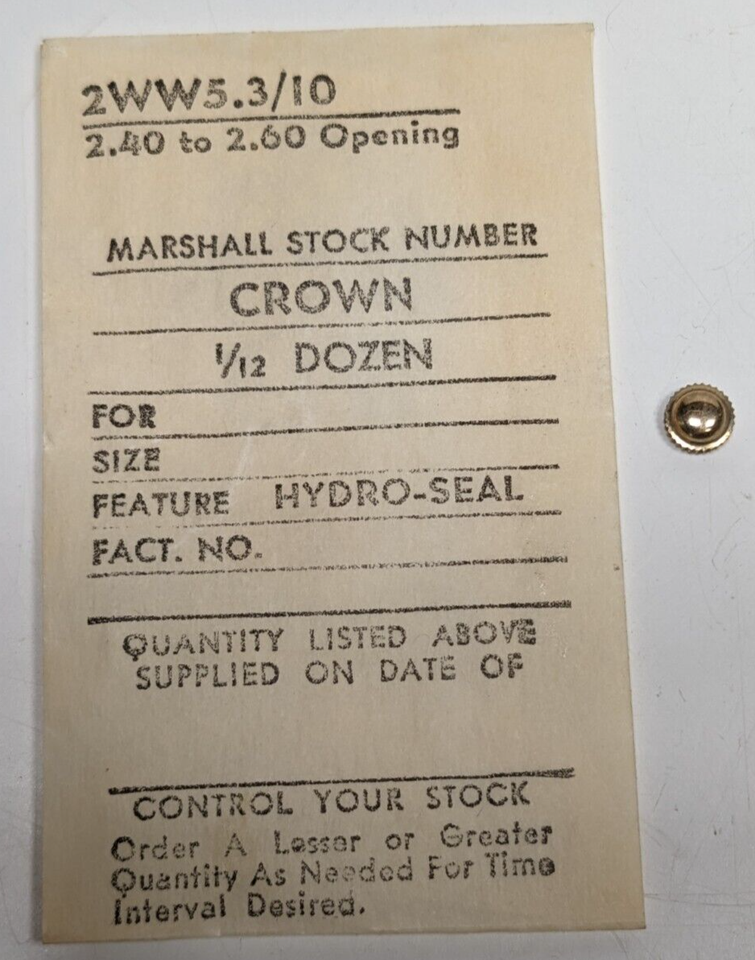 2WW5.3/10
2.40 to 2.60 Opening
MARSHALL STOCK NUMBER
CROWN
1/12 DOZEN
FOR
SIZE
FEATURE HYDRO-SEAL
FACT. NO.
QUANTITY LISTED ABOVE
SUPPLIED ON DATE OF
CONTROL YOUR STOCK
Order A Lesser or Greater
Quantity As Needed For Time
Interval Desired.